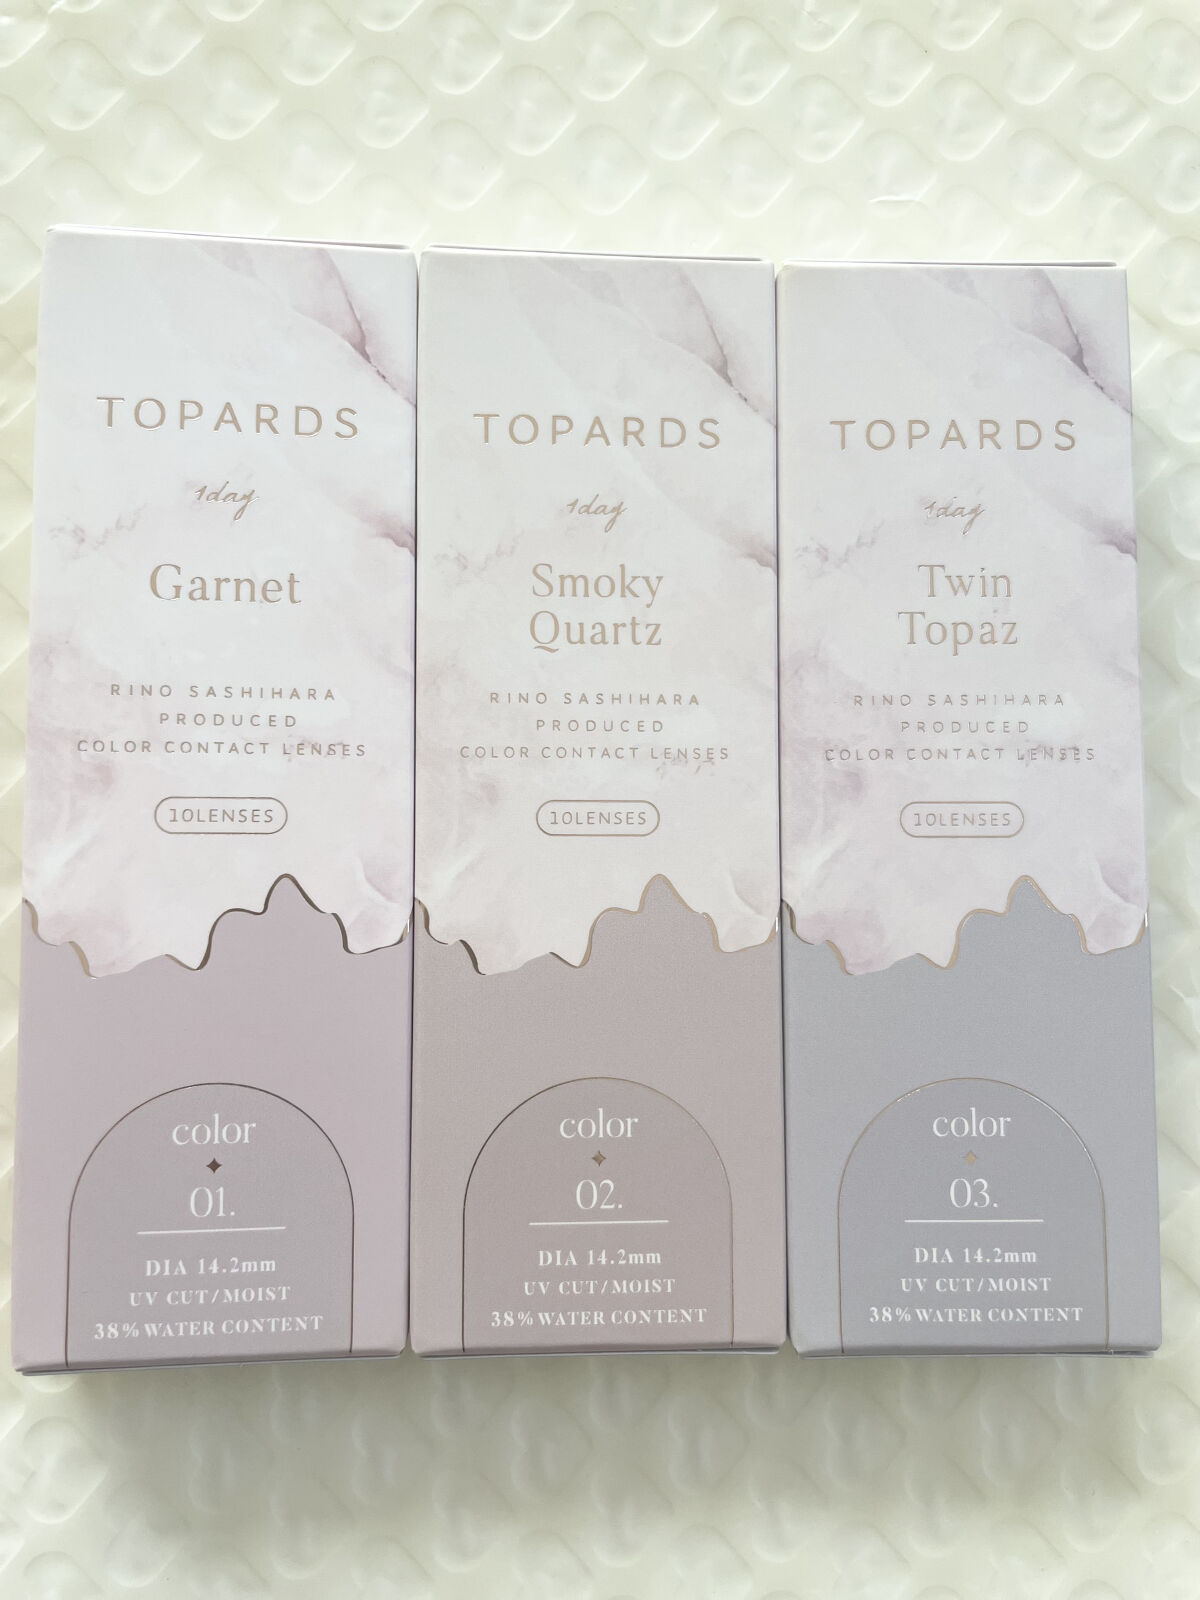 TOPARDS
1day
Garnet
RINO SASHIHARA
PRODUCED
COLOR CONTACT LENSES
10LENSES
color
01.
DIA 14.2mm
UV CUT/MOIST
38% WATER CONTENT
TOPARDS
1day
Smoky
Quartz
RINO SASHIHARA
PRODUCED
COLOR CONTACT LENSES
10LENSES
color
02.
DIA 14.2mm
UV CUT/MOIST
38% WATER CONTENT
TOPARDS
1day
Twin
Topaz
RINO SASHIHARA
PRODUCED
COLOR CONTACT LENSES
10LENSES
color
03.
DIA 14.2mm
UV CUT/MOIST
38% WATER CONTENT